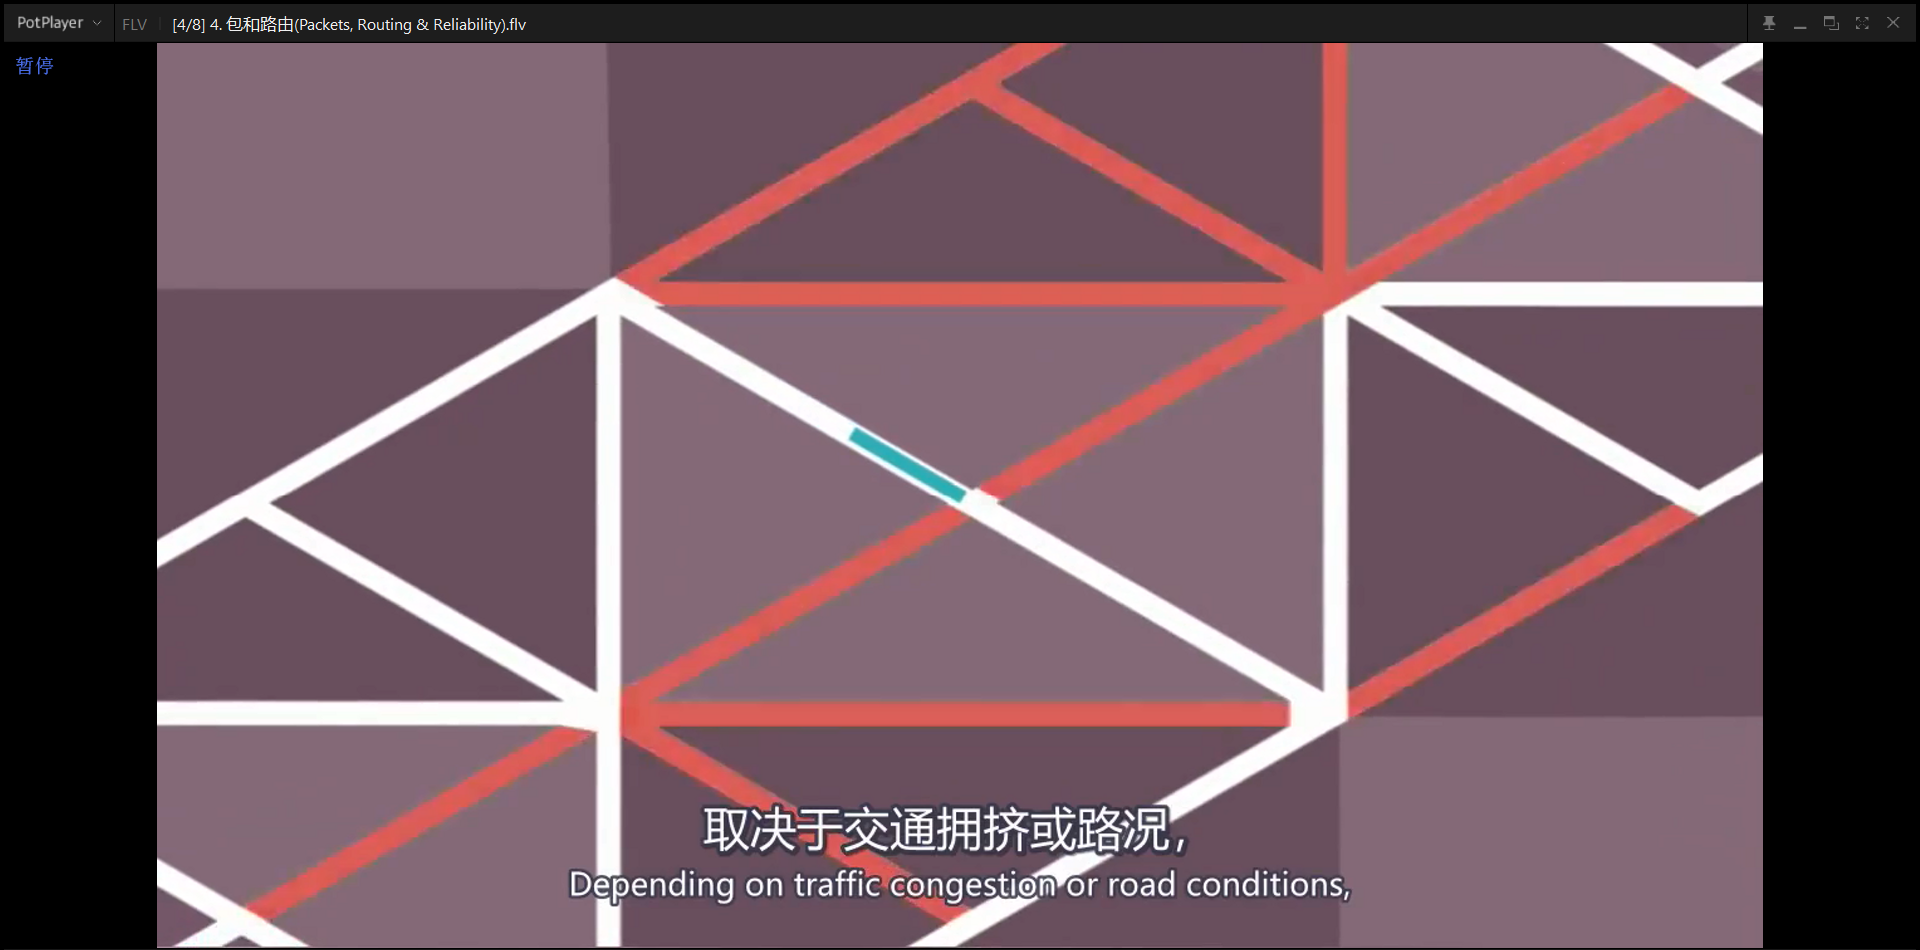 PotPlayer
FLV
[4/8] 4. 包和路由(Packets, Routing & Reliability).flv
暂停
取决于交通拥挤或路况，
Depending on traffic congestion or road conditions,